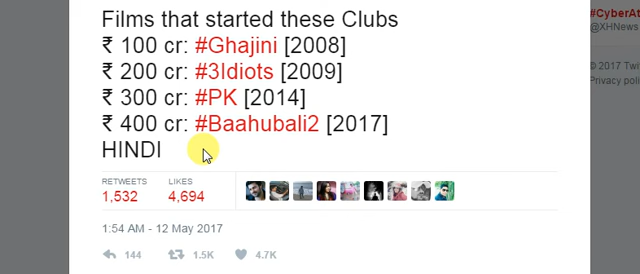 Films that started these Clubs
₹ 100 cr: #Ghajini [2008]
₹ 200 cr: #3Idiots [2009]
₹ 300 cr: #PK [2014]
₹ 400 cr: #Baahubali2 [2017]
HINDI
RETWEETS LIKES
1,532 4,694
1:54 AM - 12 May 2017
144 1.5K 4.7K
#CyberAt
@XHNews
© 2017 Twit
Privacy poli